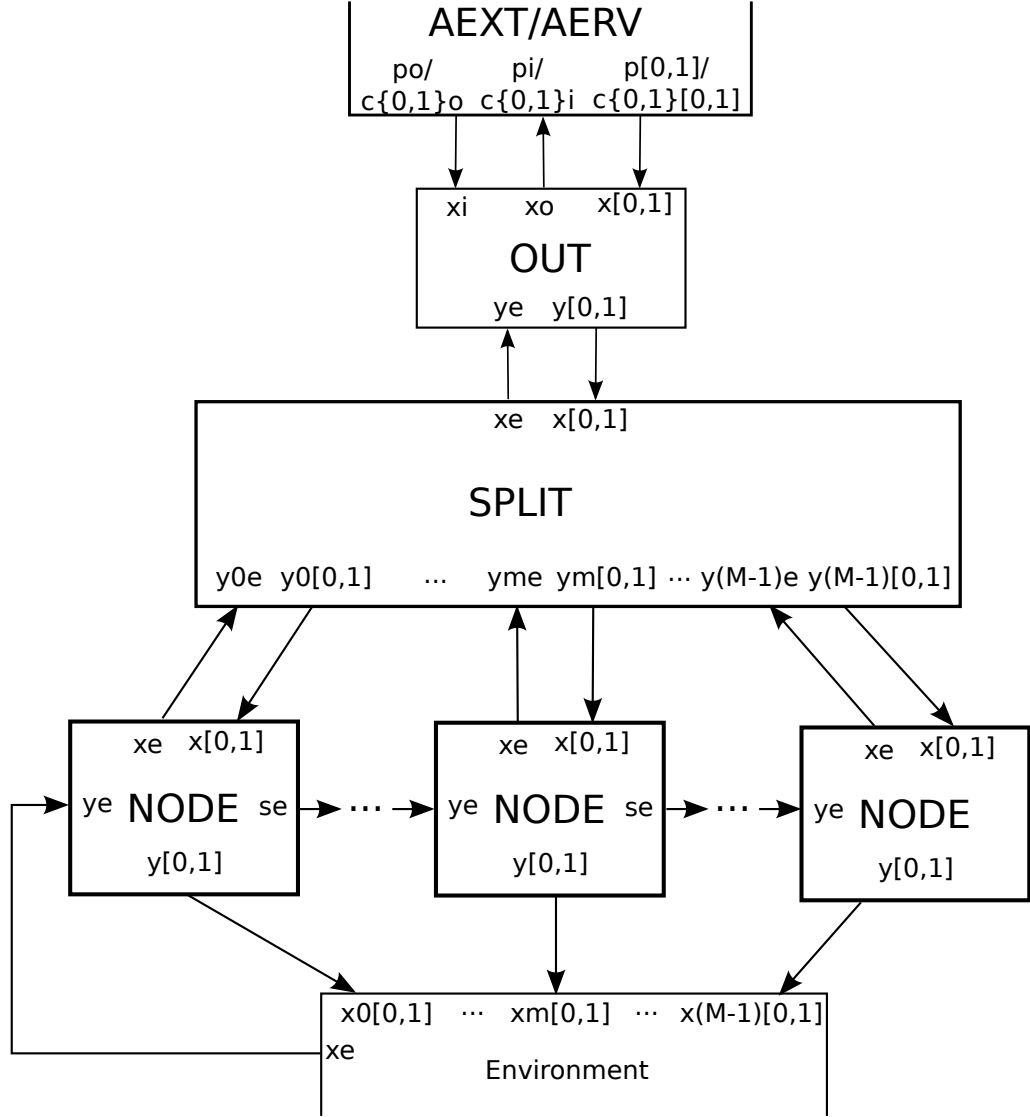 AEXT/AERV
po/ pi/ p[0,1]/
c{0,1}o c{0,1}i c{0,1}[0,1]
xi xo x[0,1]
OUT
ye y[0,1]
xe x[0,1]
SPLIT
y0e y0[0,1] ... yme ym[0,1] ... y(M-1)e y(M-1)[0,1]
xe x[0,1] xe x[0,1] xe x[0,1]
ye NODE se ... ye NODE se ... ye NODE
y[0,1] y[0,1] y[0,1]
x0[0,1] ... xm[0,1] ... x(M-1)[0,1]
xe
Environment